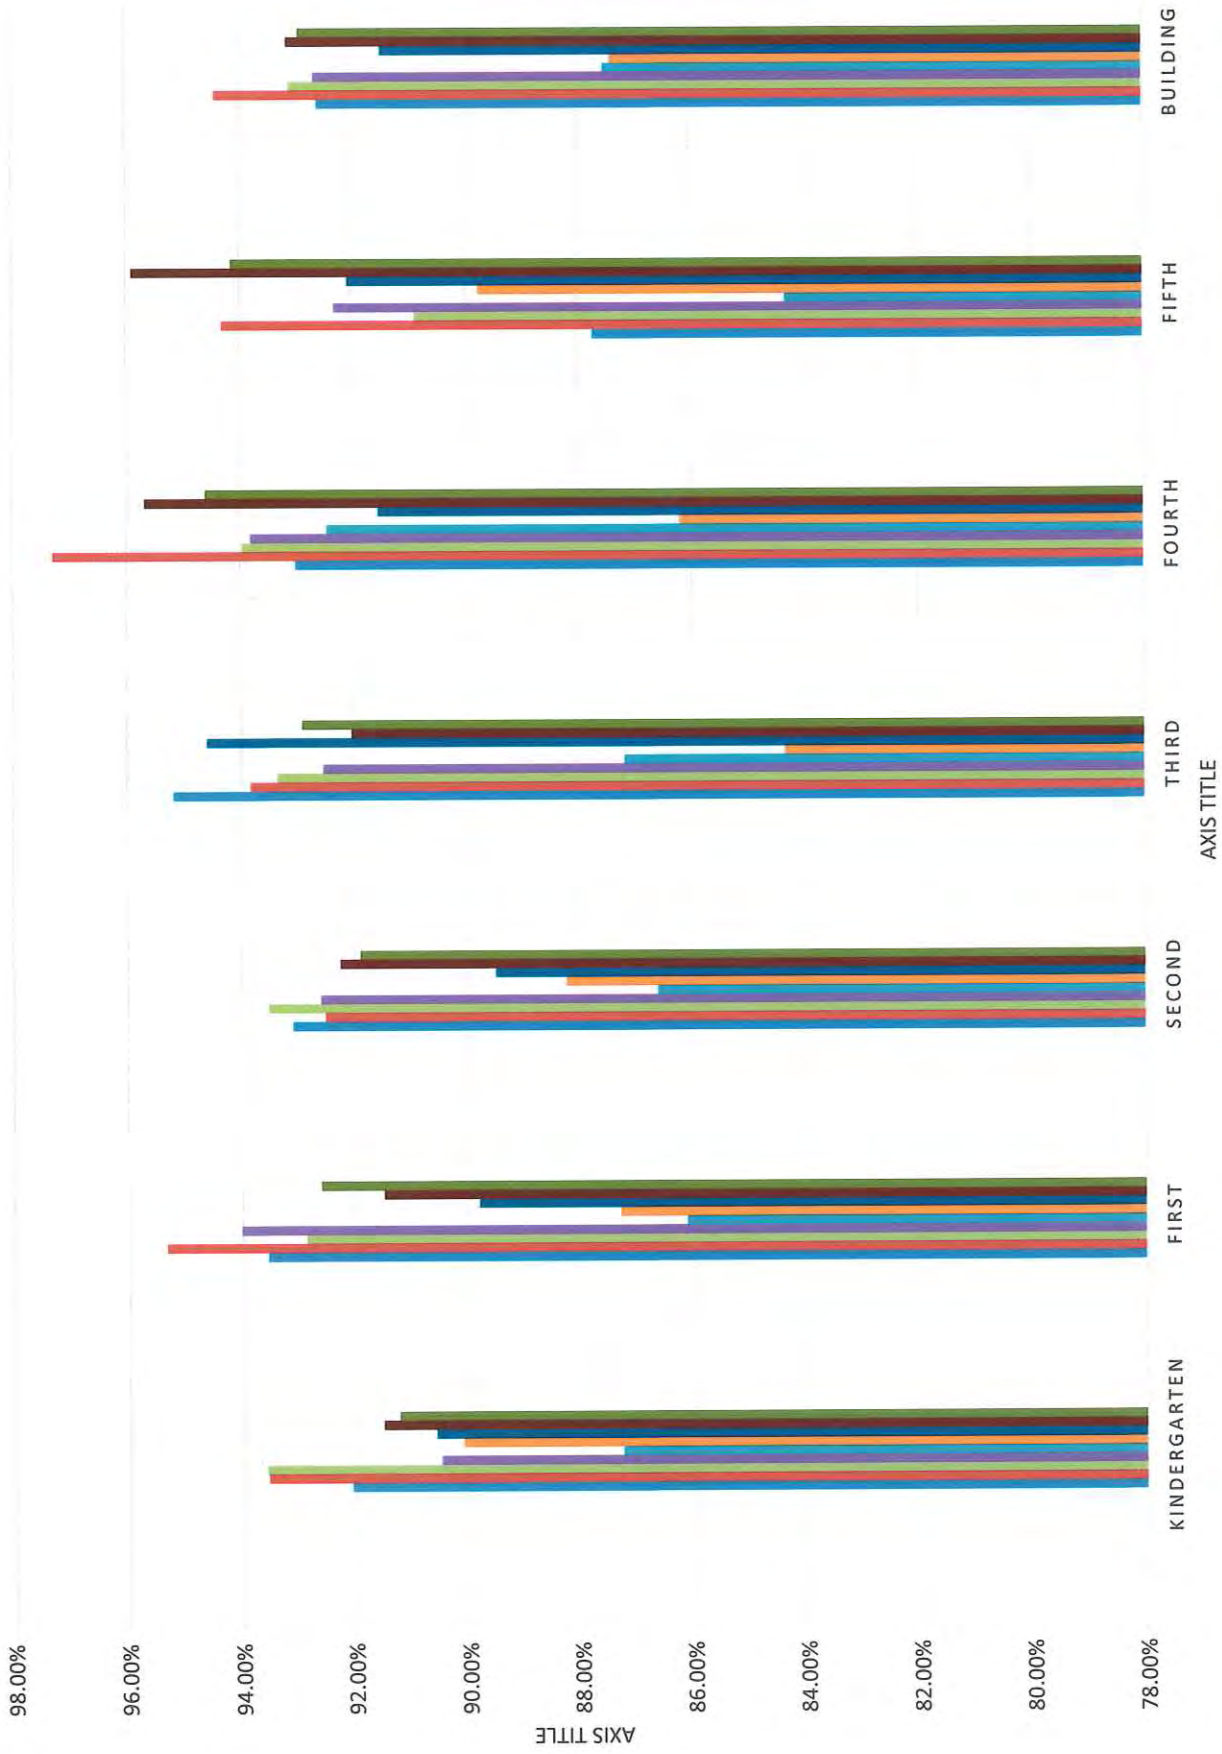 98.00%
96.00%
94.00%
92.00%
90.00%
88.00%
86.00%
84.00%
82.00%
80.00%
78.00%
AXIS TITLE
KINDERGARTEN
FIRST
SECOND
THIRD
FOURTH
FIFTH
BUILDING
AXIS TITLE